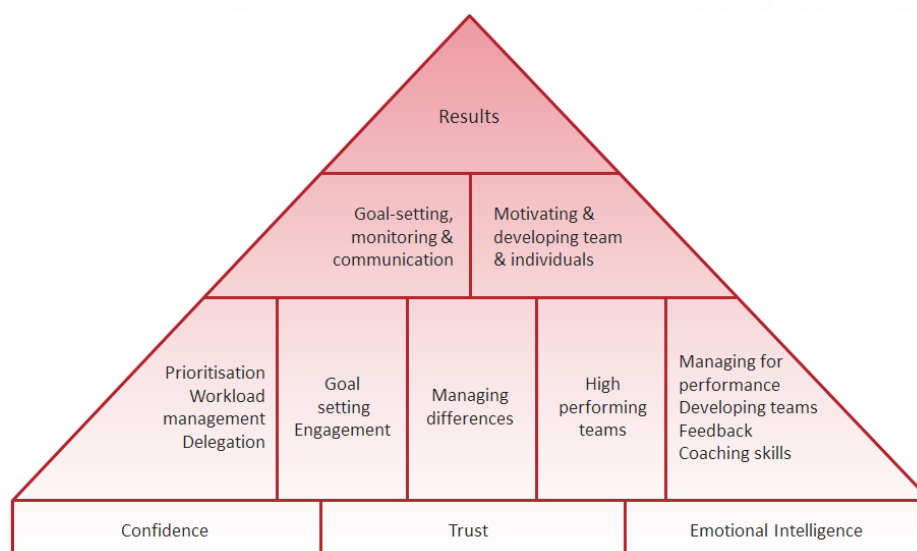 Results
Goal-setting,
monitoring &
communication
Motivating &
developing team
& individuals
Prioritisation
Workload
management
Delegation
Goal
setting
Engagement
Managing
differences
High
performing
teams
Managing for
performance
Developing teams
Feedback
Coaching skills
Confidence
Trust
Emotional Intelligence